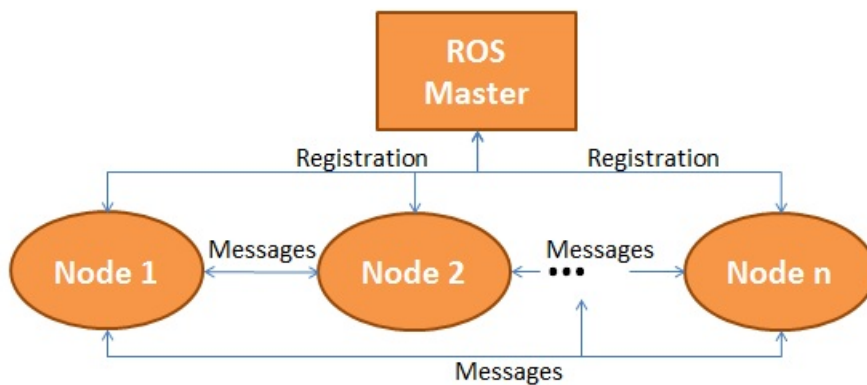 ROS
Master
Registration
Registration
Node 1
Messages
Node 2
Messages
...
Node n
Messages